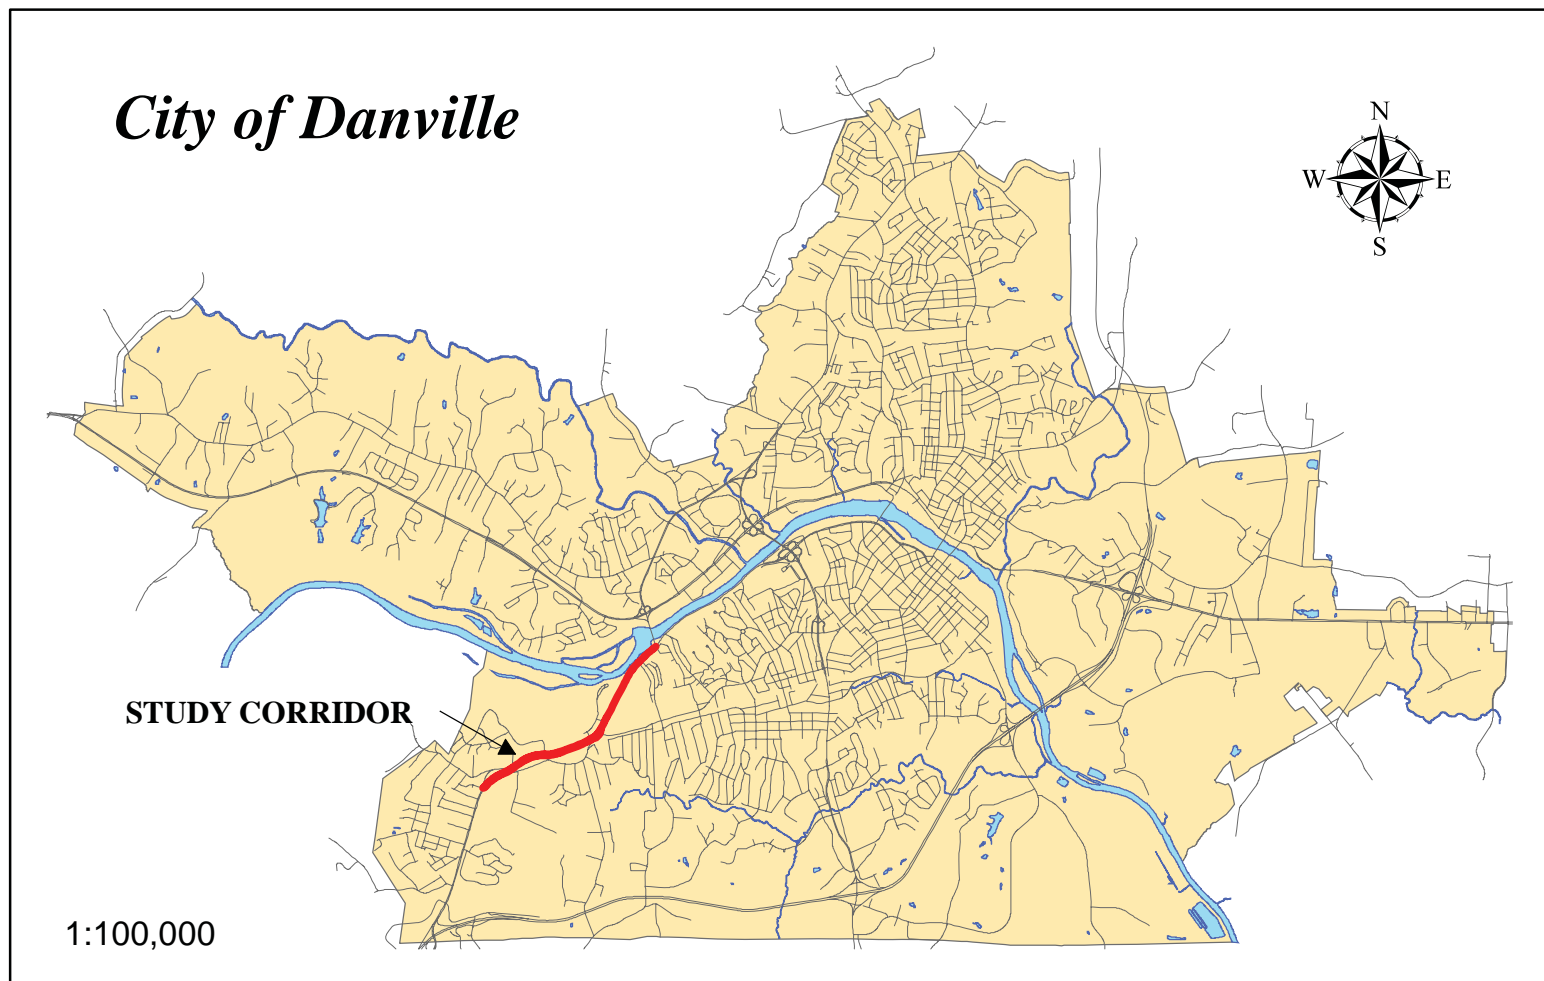 City of Danville
N
W E
S
STUDY CORRIDOR
1:100,000